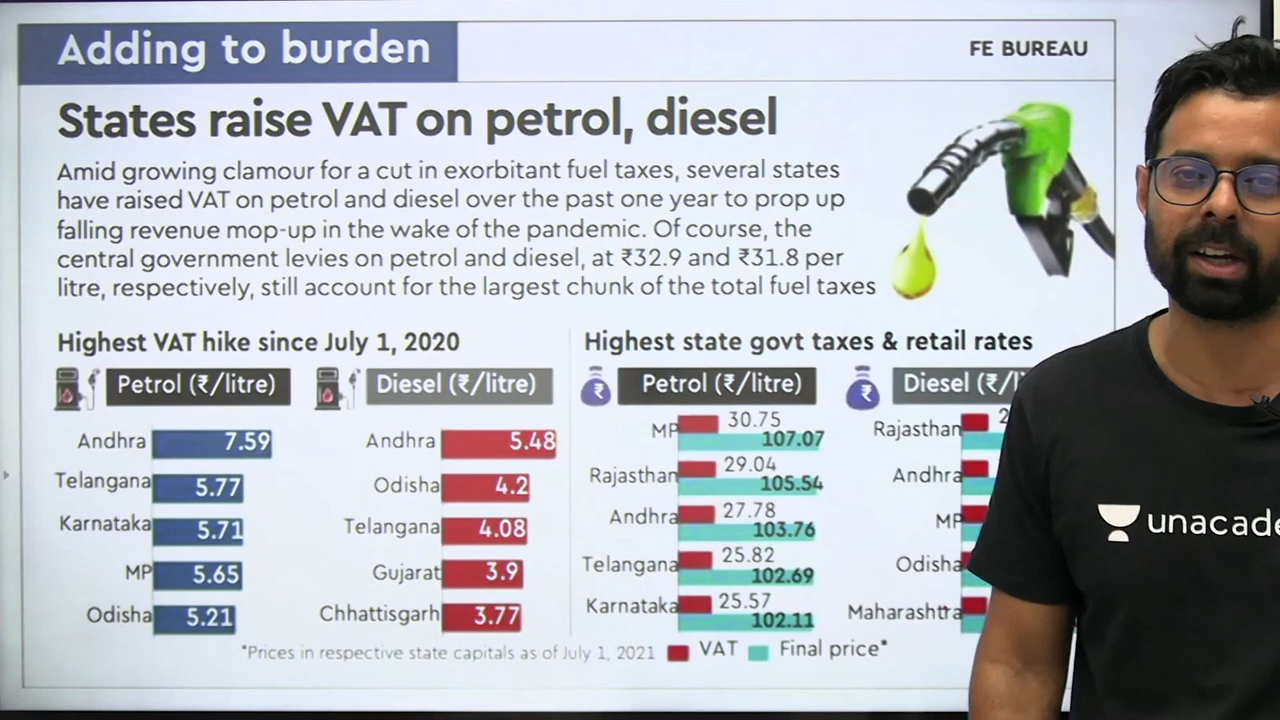 Adding to burden
FE BUREAU
States raise VAT on petrol, diesel
Amid growing clamour for a cut in exorbitant fuel taxes, several states
have raised VAT on petrol and diesel over the past one year to prop up
falling revenue mop-up in the wake of the pandemic. Of course, the
central government levies on petrol and diesel, at ₹32.9 and ₹31.8 per
litre, respectively, still account for the largest chunk of the total fuel taxes
Highest VAT hike since July 1, 2020
Petrol (₹/litre)
Andhra 7.59
Telangana 5.77
Karnataka 5.71
MP 5.65
Odisha 5.21
Diesel (₹/litre)
Andhra 5.48
Odisha 4.2
Telangana 4.08
Gujarat 3.9
Chhattisgarh 3.77
Highest state govt taxes & retail rates
Petrol (₹/litre)
MP 30.75
107.07
Rajasthan 29.04
105.54
Andhra 27.78
103.76
Telangana 25.82
102.69
Karnataka 25.57
102.11
Diesel (₹/l
Rajasthan 2
Andhra
MP
Odisha
Maharashtra
*Prices in respective state capitals as of July 1, 2021
VAT
Final price*
unacade